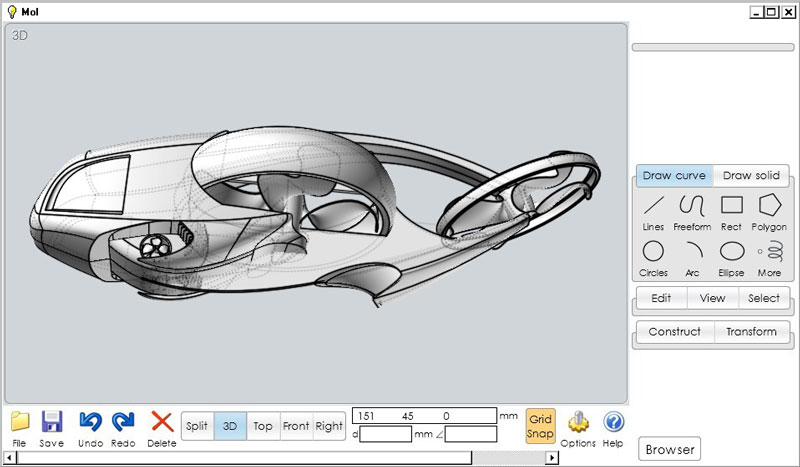 MoI
3D
Draw curve Draw solid
Lines Freeform Rect Polygon
Circles Arc Ellipse More
Edit View Select
Construct Transform
File Save Undo Redo Delete Split 3D Top Front Right
151 45 0 mm
d mm ∠
Grid
Snap
Options Help
Browser